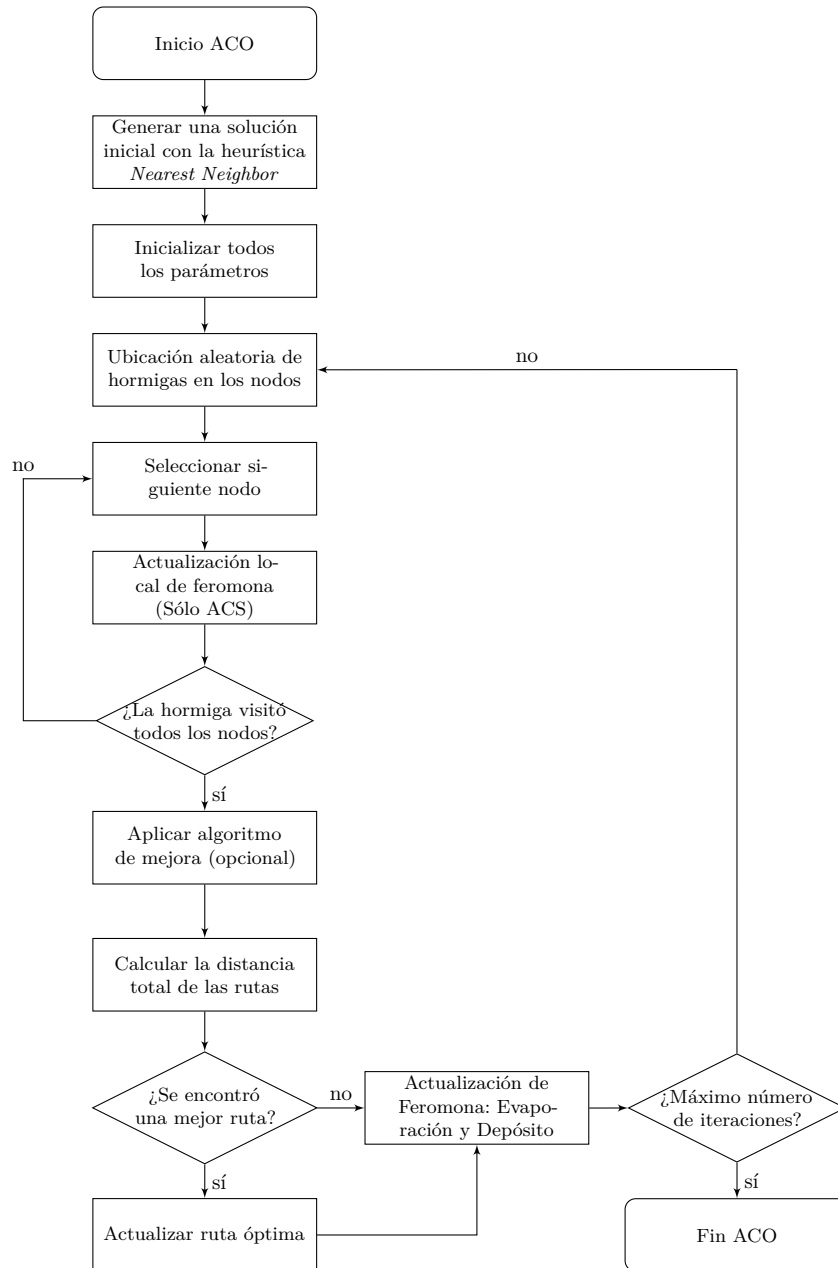 Inicio ACO
Generar una solución
inicial con la heurística
Nearest Neighbor
Inicializar todos
los parámetros
Ubicación aleatoria de
hormigas en los nodos
no
no
Seleccionar si-
guiente nodo
Actualización lo-
cal de feromona
(Sólo ACS)
¿La hormiga visitó
todos los nodos?
sí
Aplicar algoritmo
de mejora (opcional)
Calcular la distancia
total de las rutas
¿Se encontró
una mejor ruta?
no
Actualización de
Feromona: Evapo-
ración y Depósito
¿Máximo número
de iteraciones?
sí
sí
Actualizar ruta óptima
Fin ACO